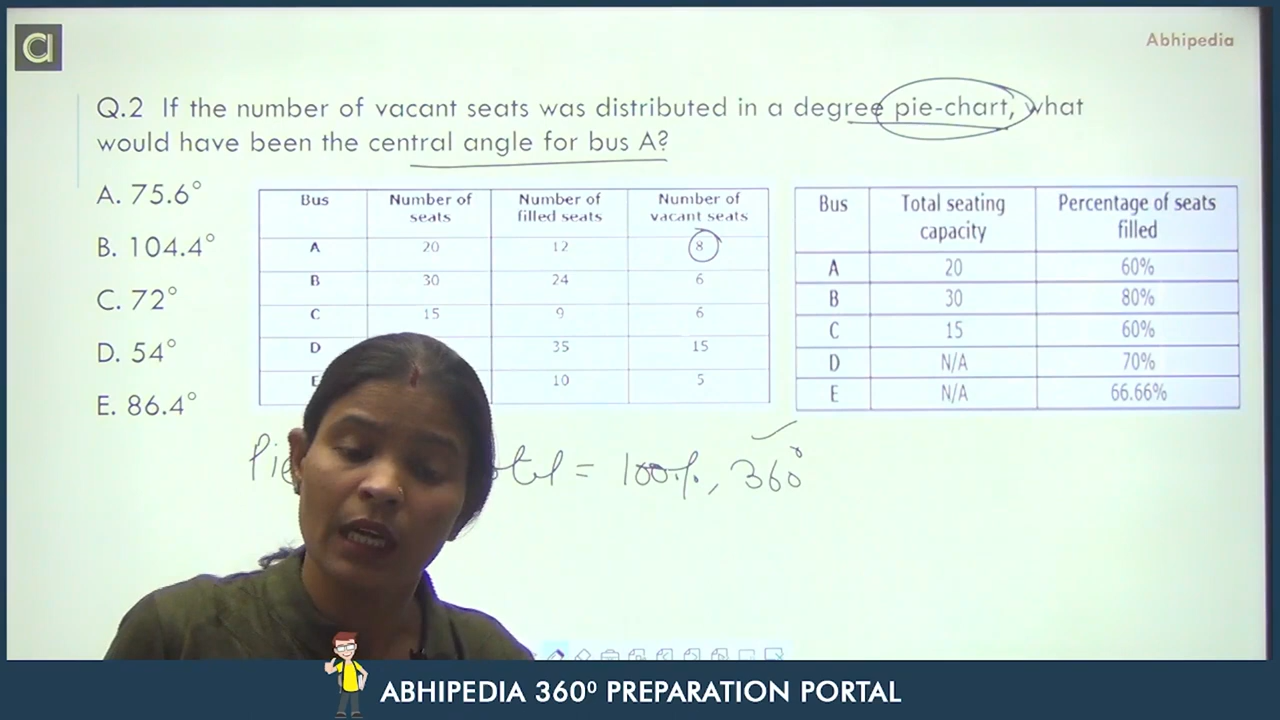 Abhipedia
Q.2 If the number of vacant seats was distributed in a degree pie-chart, what
would have been the central angle for bus A?
A. 75.6°
B. 104.4°
C. 72°
D. 54°
E. 86.4°
Bus Number of seats Number of filled seats Number of vacant seats
A 20 12 8
B 30 24 6
C 15 9 6
D 35 15
E 10 5
Bus Total seating capacity Percentage of seats filled
A 20 60%
B 30 80%
C 15 60%
D N/A 70%
E N/A 66.66%
= 100%, 360°
ABHIPEDIA 360⁰ PREPARATION PORTAL